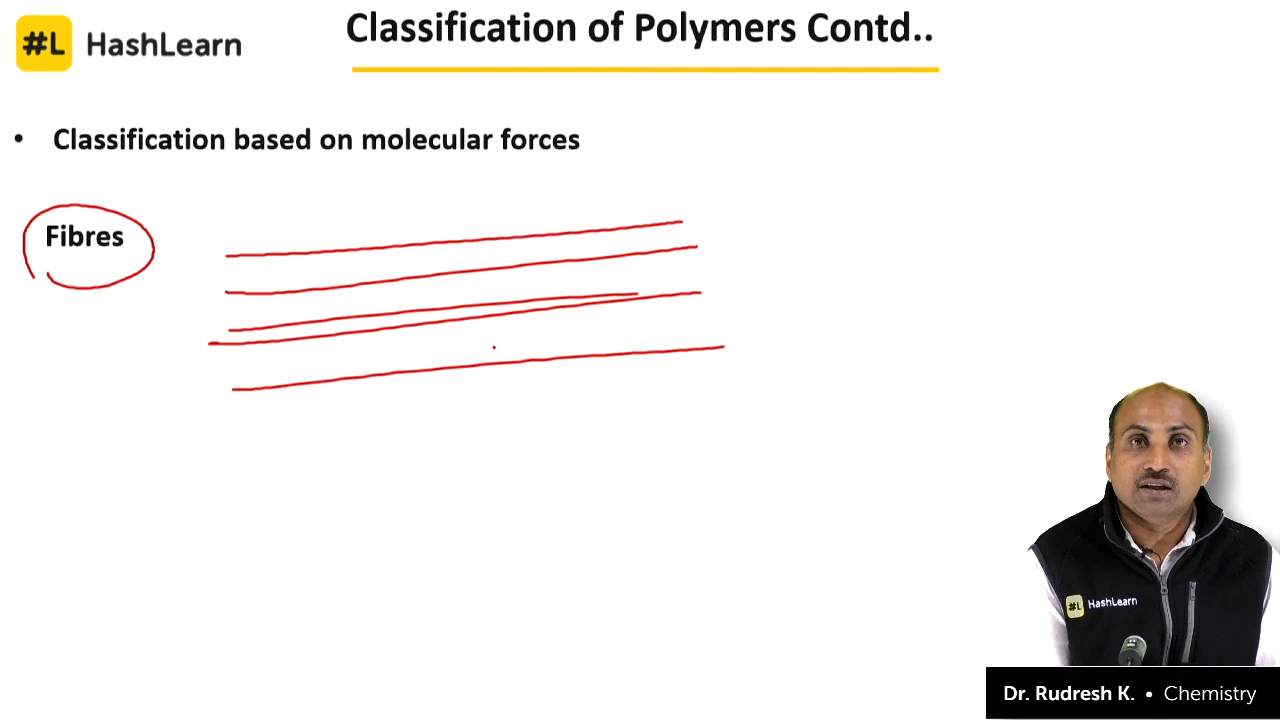 #L HashLearn
Classification of Polymers Contd..
• Classification based on molecular forces
Fibres
#L HashLearn
Dr. Rudresh K. • Chemistry